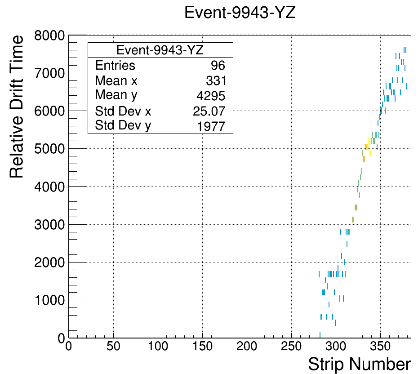 Event-9943-YZ
Relative Drift Time
8000
7000
6000
5000
4000
3000
2000
1000
0
Event-9943-YZ
Entries 96
Mean x 331
Mean y 4295
Std Dev x 25.07
Std Dev y 1977
0 50 100 150 200 250 300 350
Strip Number